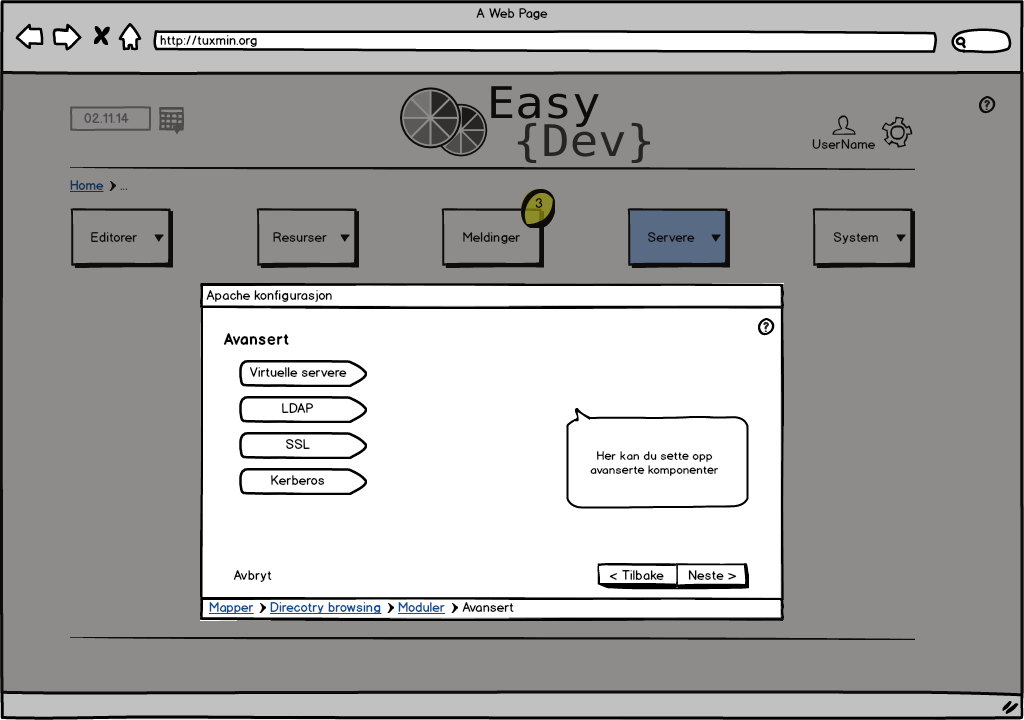 A Web Page
http://tuxmin.org
02.11.14
Easy
{Dev}
?
UserName
Home > ...
Editorer
Resurser
Meldinger
3
Servere
System
Apache konfigurasjon
?
Avansert
Virtuelle servere
LDAP
SSL
Kerberos
Her kan du sette opp
avanserte komponenter
Avbryt
< Tilbake
Neste >
Mapper > Direcotry browsing > Moduler > Avansert